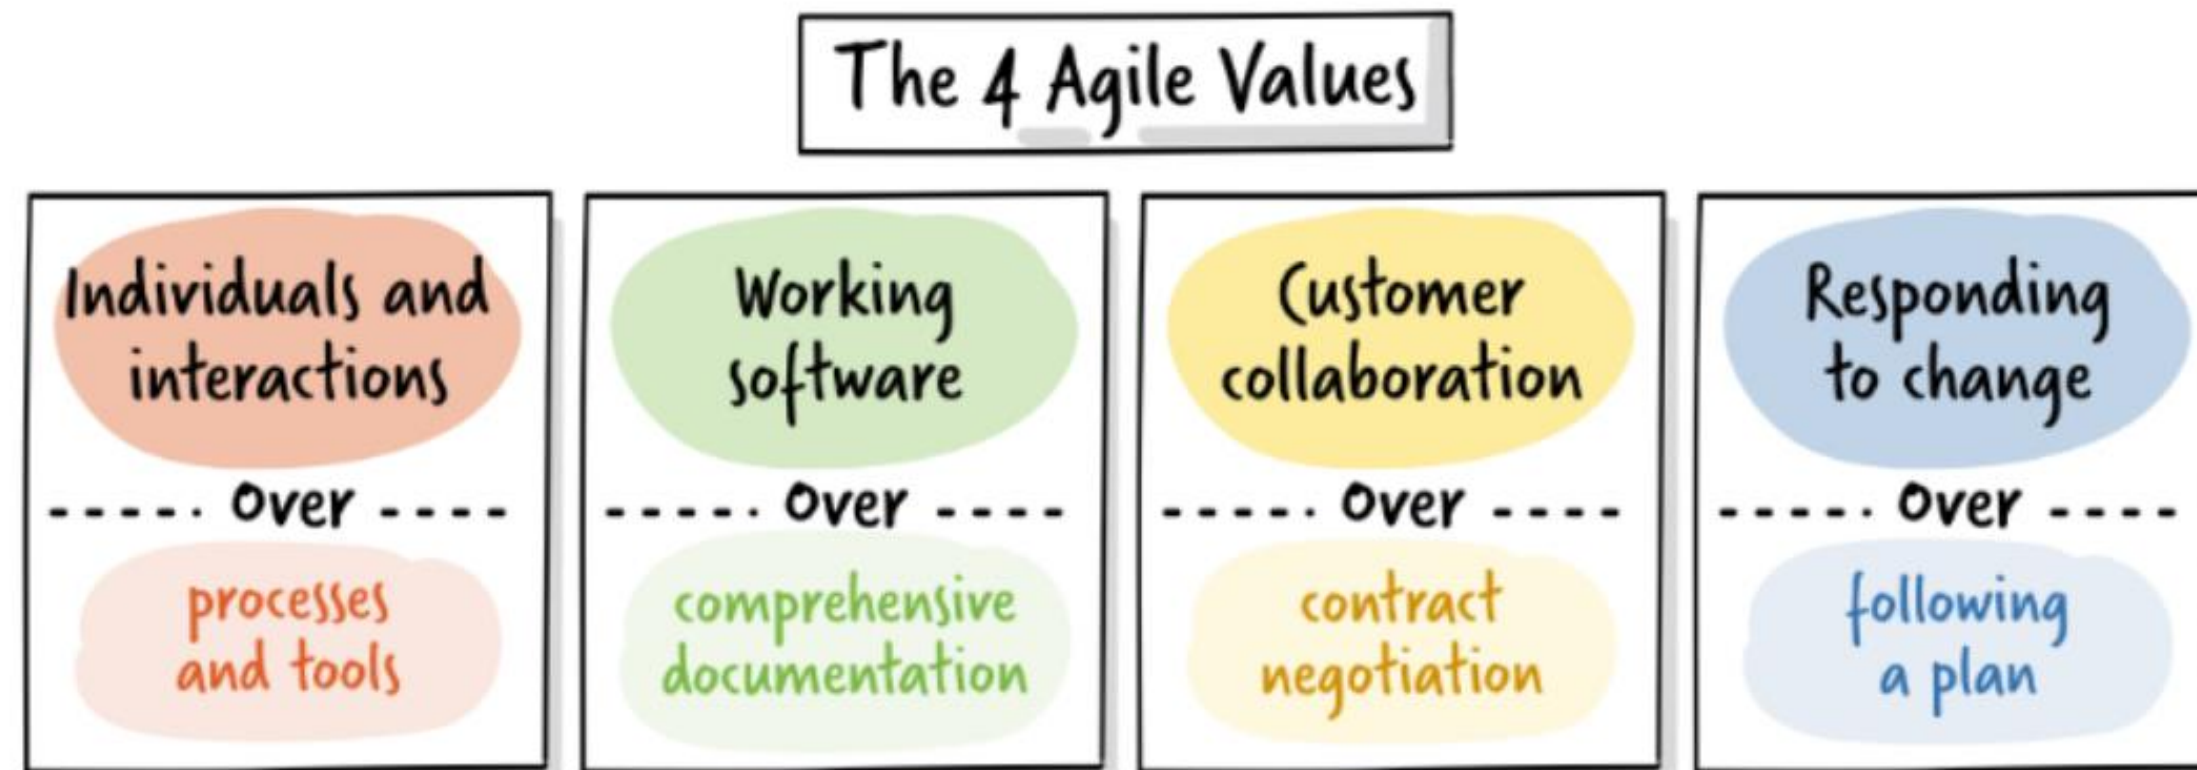 The 4 Agile Values
Individuals and
interactions
Over
processes
and tools
Working
software
Over
comprehensive
documentation
Customer
collaboration
Over
contract
negotiation
Responding
to change
Over
following
a plan